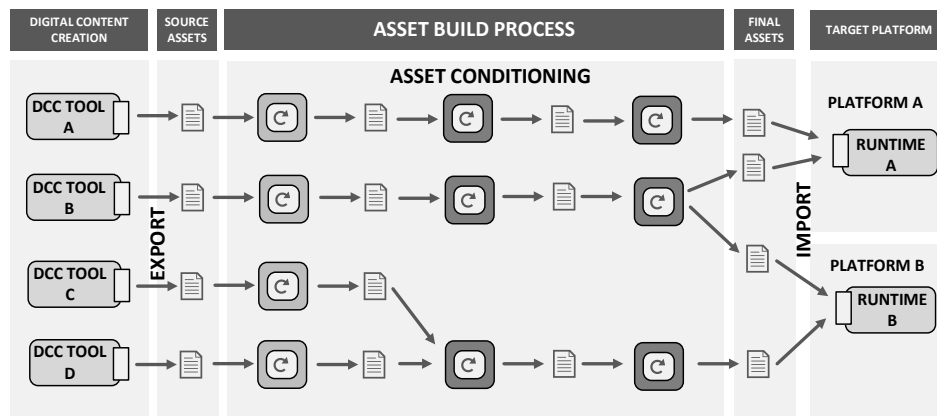 DIGITAL CONTENT
CREATION
SOURCE
ASSETS
ASSET BUILD PROCESS
FINAL
ASSETS
TARGET PLATFORM
ASSET CONDITIONING
DCC TOOL
A
DCC TOOL
B
DCC TOOL
C
DCC TOOL
D
EXPORT
IMPORT
PLATFORM A
RUNTIME
A
PLATFORM B
RUNTIME
B